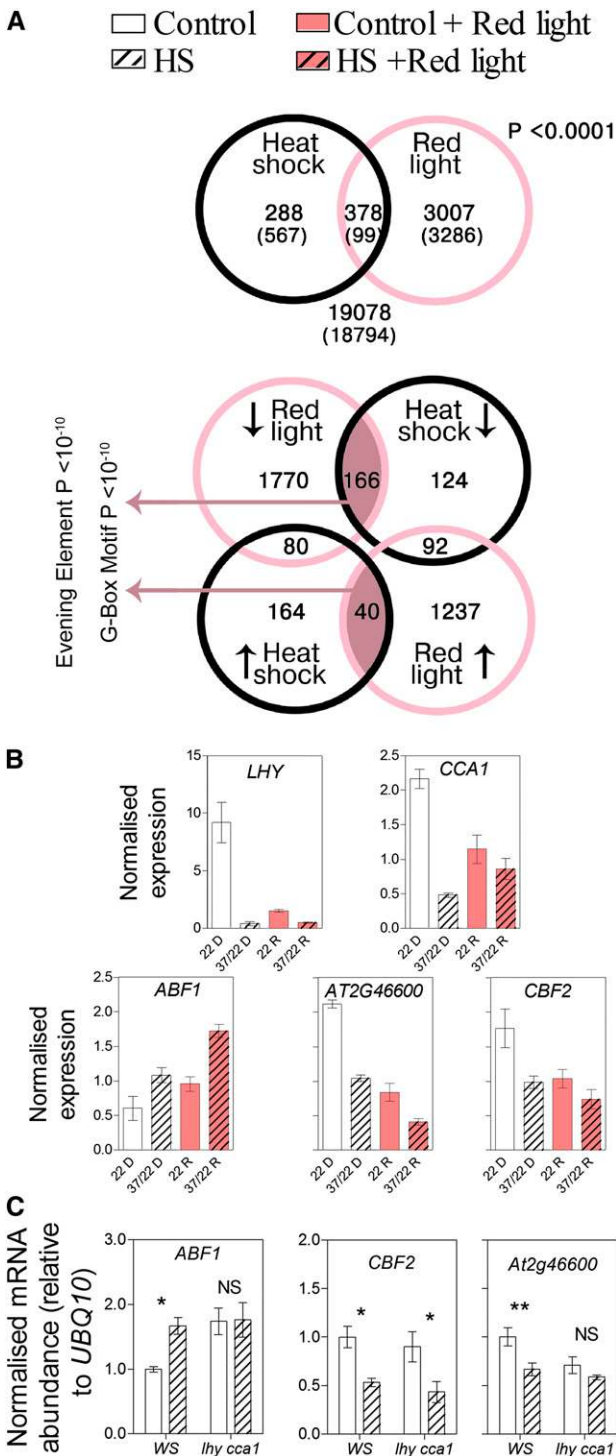 A
Control
Control + Red light
HS
HS +Red light
P <0.0001
Heat
shock
Red
light
288
(567)
378
(99)
3007
(3286)
19078
(18794)
Evening Element P <10-10
G-Box Motif P <10-10
↓ Red
light
Heat
shock ↓
1770
166
124
80
92
164
40
1237
↑ Heat
shock
Red
light ↑
B
Normalised
expression
LHY
15
10
5
0
22 D
37/22 D
22 R
37/22 R
CCA1
2.5
2.0
1.5
1.0
0.5
0.0
22 D
37/22 D
22 R
37/22 R
Normalised
expression
ABF1
2.0
1.5
1.0
0.5
0.0
22 D
37/22 D
22 R
37/22 R
AT2G46600
22 D
37/22 D
22 R
37/22 R
CBF2
22 D
37/22 D
22 R
37/22 R
C
Normalised mRNA
abundance (relative
to UBQ10)
ABF1
3.0
2.0
1.0
0.0
*
NS
WS
lhy cca1
CBF2
2.0
1.5
1.0
0.5
0.0
*
*
WS
lhy cca1
At2g46600
**
NS
WS
lhy cca1